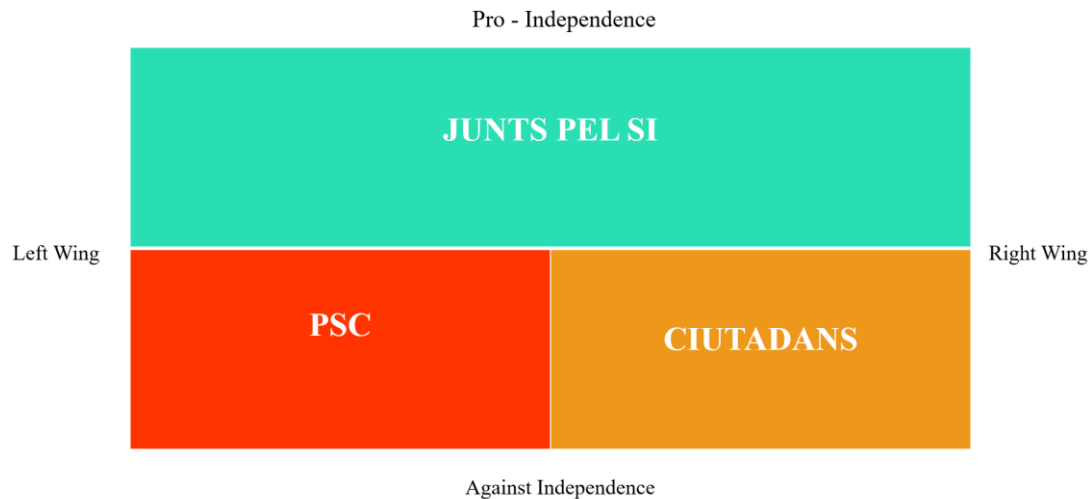 Pro - Independence
JUNTS PEL SI
Left Wing
Right Wing
PSC
CIUTADANS
Against Independence